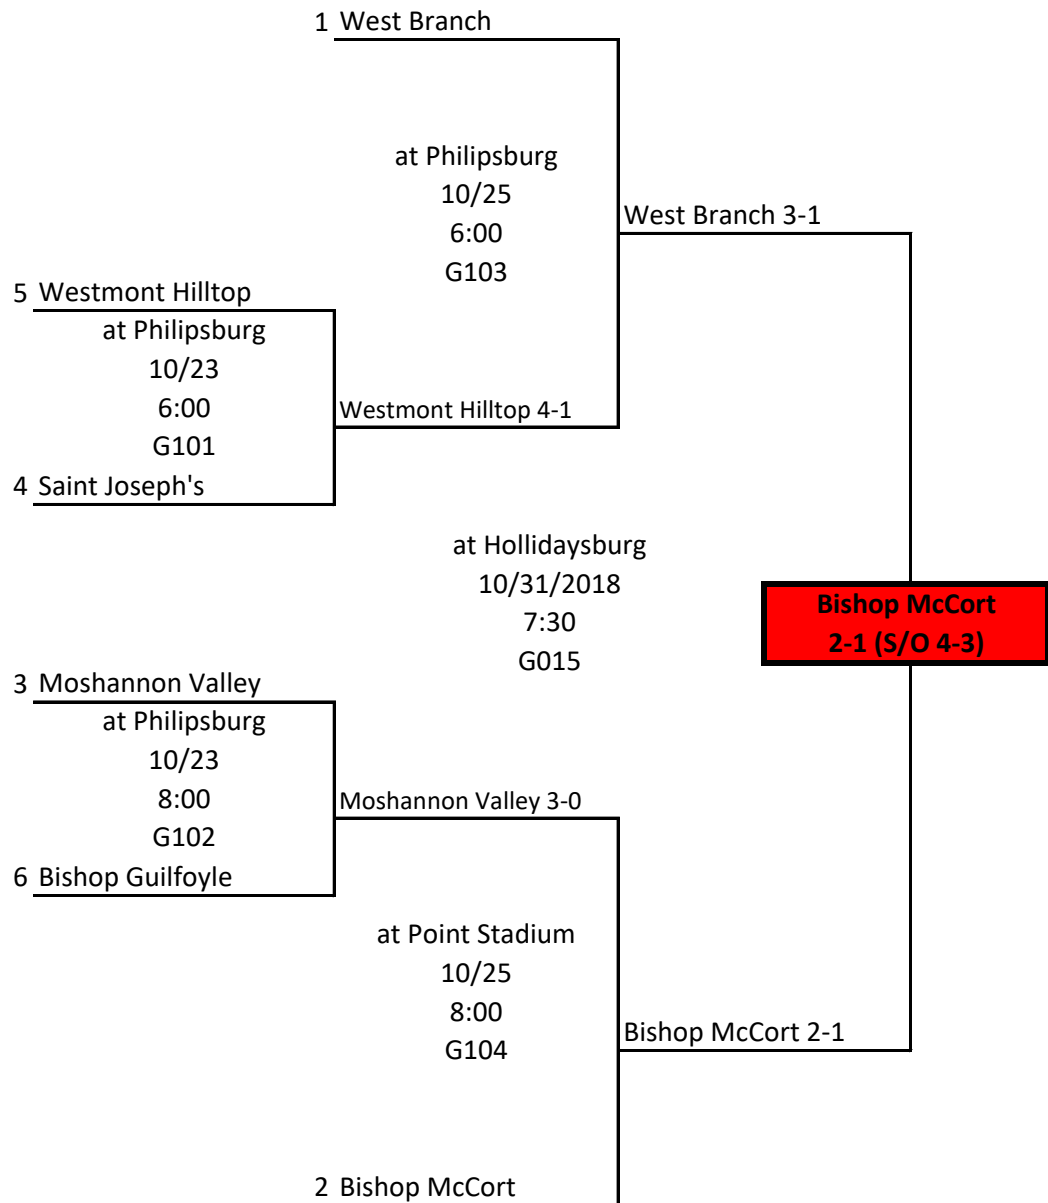 1 West Branch
at Philipsburg
10/25
6:00
G103
West Branch 3-1
5 Westmont Hilltop
at Philipsburg
10/23
6:00
G101
Westmont Hilltop 4-1
4 Saint Joseph's
at Hollidaysburg
10/31/2018
7:30
G015
Bishop McCort
2-1 (S/O 4-3)
3 Moshannon Valley
at Philipsburg
10/23
8:00
G102
Moshannon Valley 3-0
6 Bishop Guilfoyle
at Point Stadium
10/25
8:00
G104
Bishop McCort 2-1
2 Bishop McCort